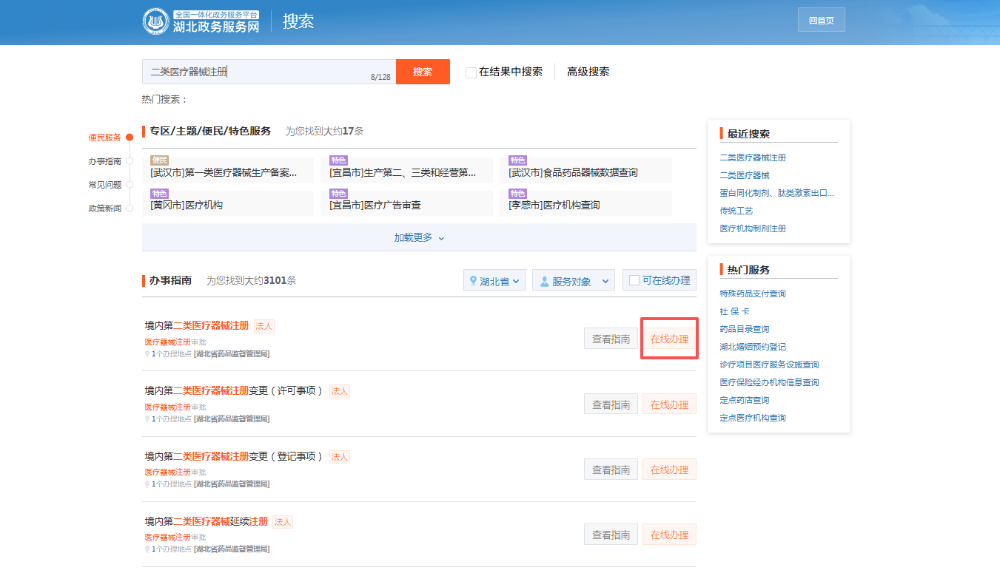 全国一体化政务服务平台
湖北政务服务网
搜索
回首页
二类医疗器械注册
8/128
搜索
在结果中搜索
高级搜索
热门搜索：
便民服务
办事指南
常见问题
政策新闻
专区/主题/便民/特色服务 为您找到大约17条
便民
[武汉市]第一类医疗器械生产备案...
特色
[宜昌市]生产第二、三类和经营第...
特色
[武汉市]食品药品器械数据查询
特色
[黄冈市]医疗机构
特色
[宜昌市]医疗广告审查
特色
[孝感市]医疗机构查询
加载更多
办事指南 为您找到大约3101条
湖北省
服务对象
可在线办理
境内第二类医疗器械注册 法人
医疗器械注册审批
1个办理地点 [湖北省药品监督管理局]
查看指南
在线办理
境内第二类医疗器械注册变更（许可事项） 法人
医疗器械注册审批
1个办理地点 [湖北省药品监督管理局]
查看指南
在线办理
境内第二类医疗器械注册变更（登记事项） 法人
医疗器械注册审批
1个办理地点 [湖北省药品监督管理局]
查看指南
在线办理
境内第二类医疗器械延续注册 法人
医疗器械注册审批
1个办理地点 [湖北省药品监督管理局]
查看指南
在线办理
最近搜索
二类医疗器械注册
二类医疗器械
蛋白同化制剂、肽类激素出口...
传统工艺
医疗机构制剂注册
热门服务
特殊药品支付查询
社 保 卡
药品目录查询
湖北婚姻预约登记
诊疗项目医疗服务设施查询
医疗保险经办机构信息查询
定点药店查询
定点医疗机构查询